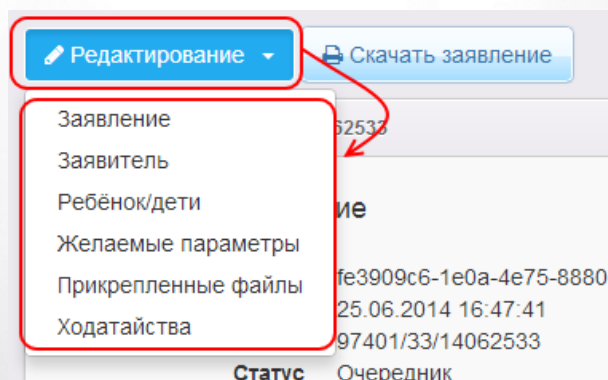 Редактирование
Скачать заявление
Заявление
62533
Заявитель
Ребёнок/дети
ие
Желаемые параметры
Прикрепленные файлы
fe3909c6-1e0a-4e75-8880
25.06.2014 16:47:41
Ходатайства
97401/33/14062533
Статус Очередник